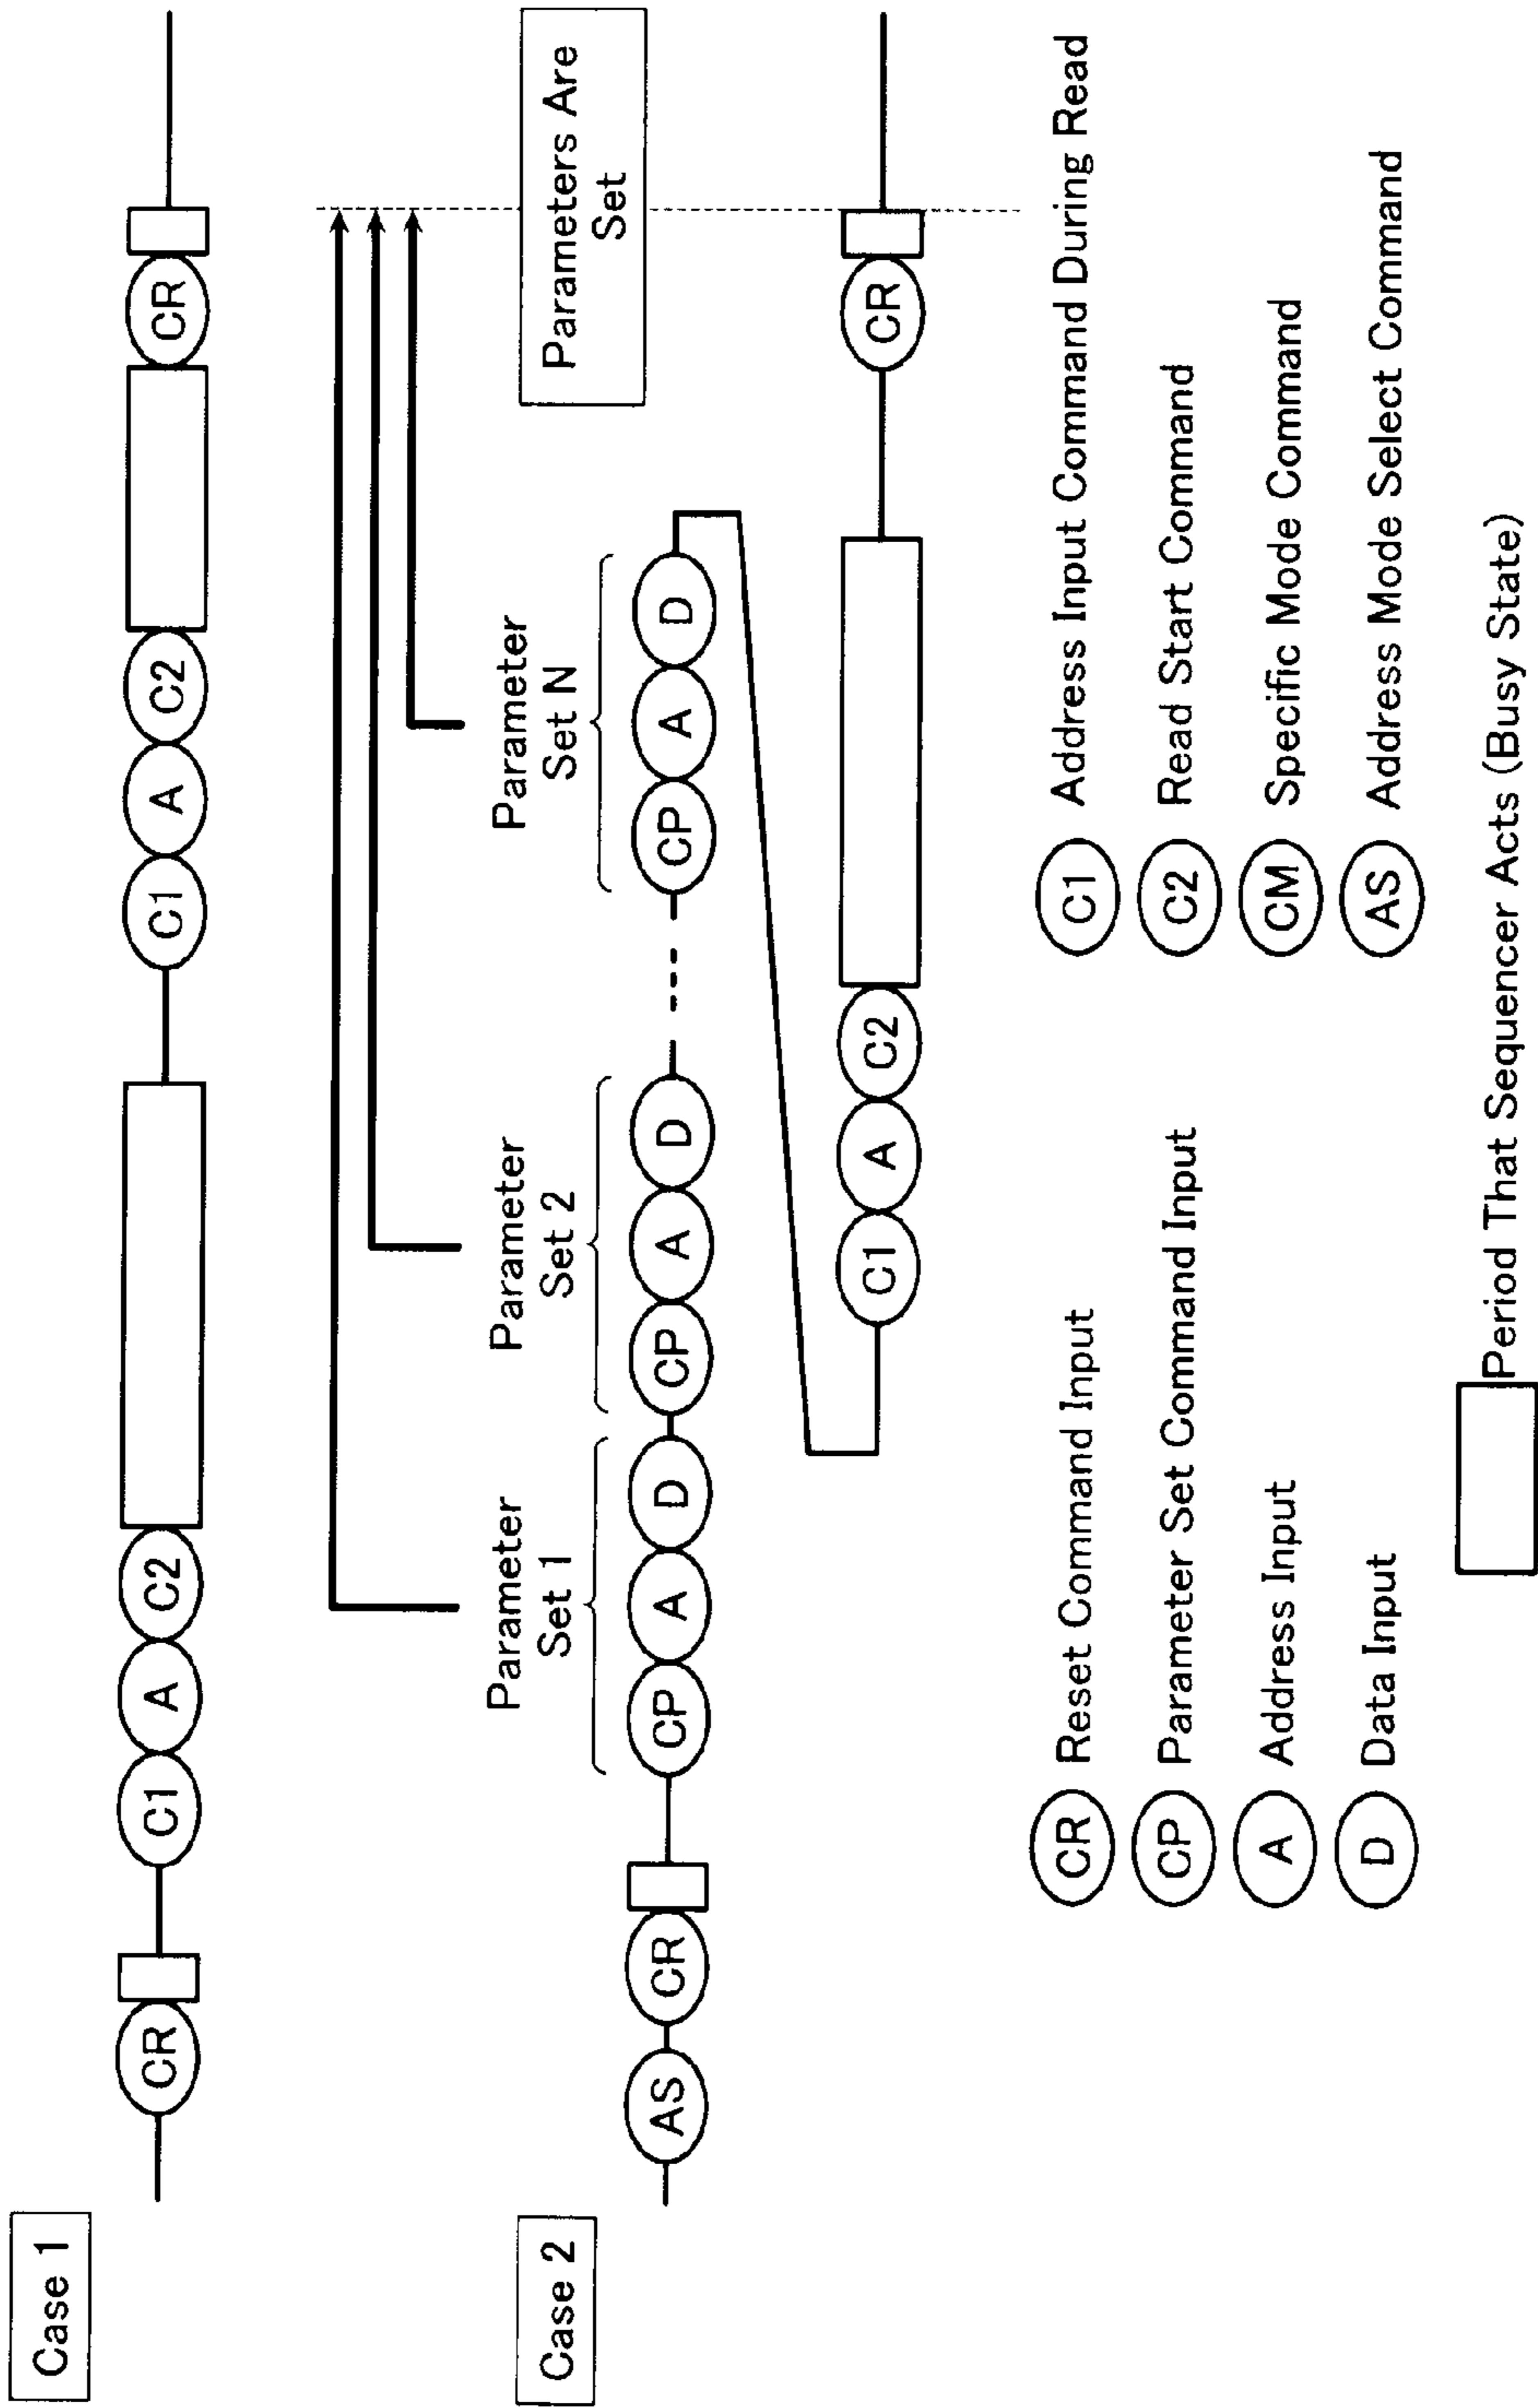 Case 1
CR
C1
A
C2
C1
A
C2
CR
Case 2
Parameter
Set 1
Parameter
Set 2
Parameter
Set N
Parameters Are
Set
AS
CR
CP
A
D
CP
A
D
CP
A
D
C1
A
C2
CR
CR Reset Command Input
CP Parameter Set Command Input
A Address Input
D Data Input
C1 Address Input Command During Read
C2 Read Start Command
CM Specific Mode Command
AS Address Mode Select Command
Period That Sequencer Acts (Busy State)